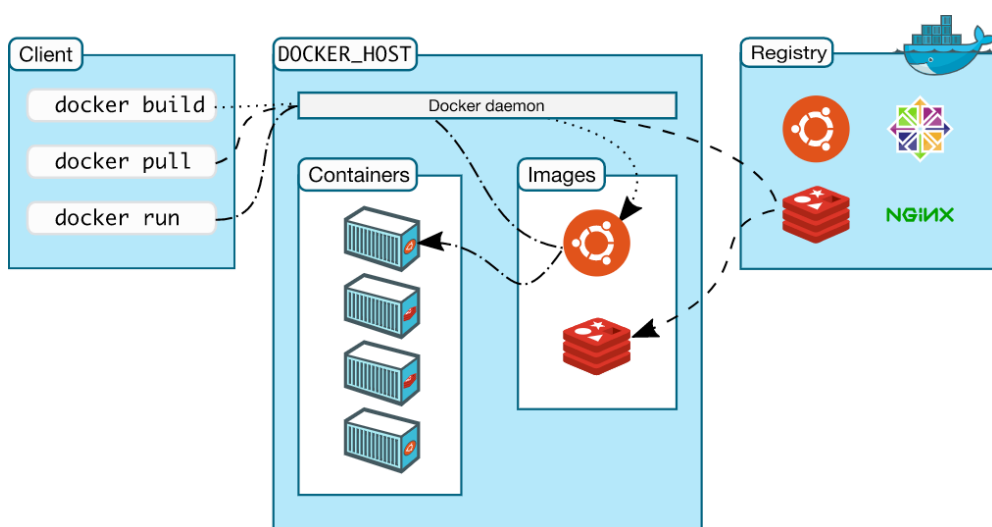 Client
docker build
docker pull
docker run
DOCKER_HOST
Docker daemon
Containers
Images
Registry
NGINX